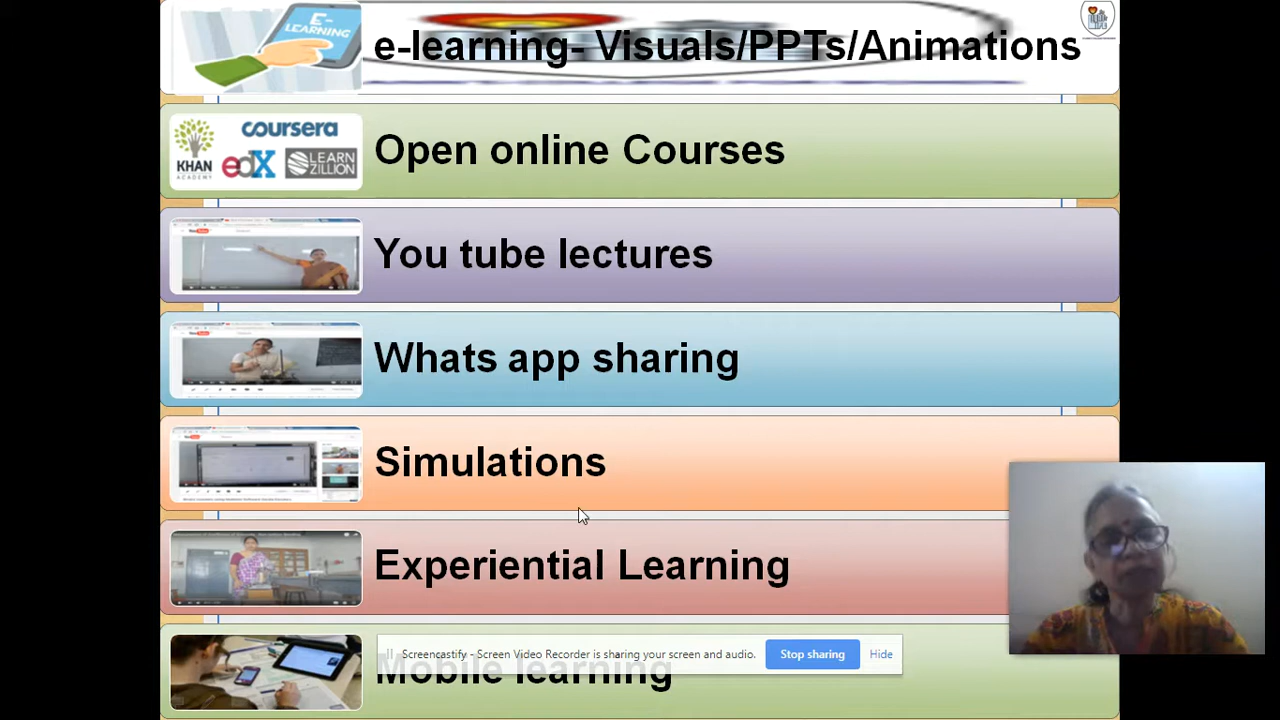 E-
LEARNING
e-learning- Visuals/PPTs/Animations
KHAN
ACADEMY
coursera
edX
LEARN
ZILLION
Open online Courses
You tube lectures
Whats app sharing
Simulations
Experiential Learning
Screencastify - Screen Video Recorder is sharing your screen and audio.
Stop sharing
Hide
Mobile learning